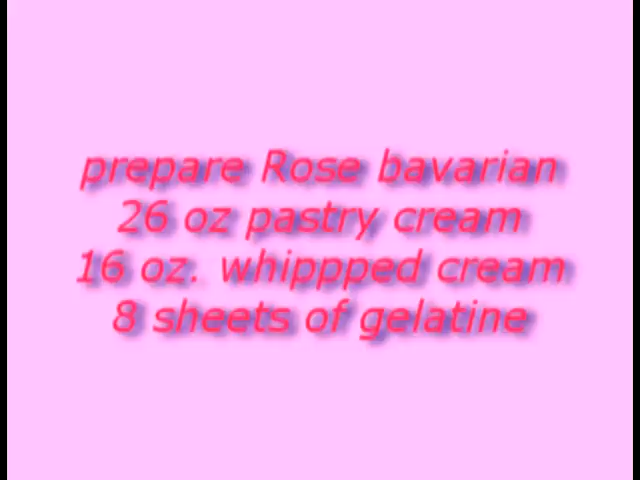 prepare Rose bavarian
26 oz pastry cream
16 oz. whippped cream
8 sheets of gelatine